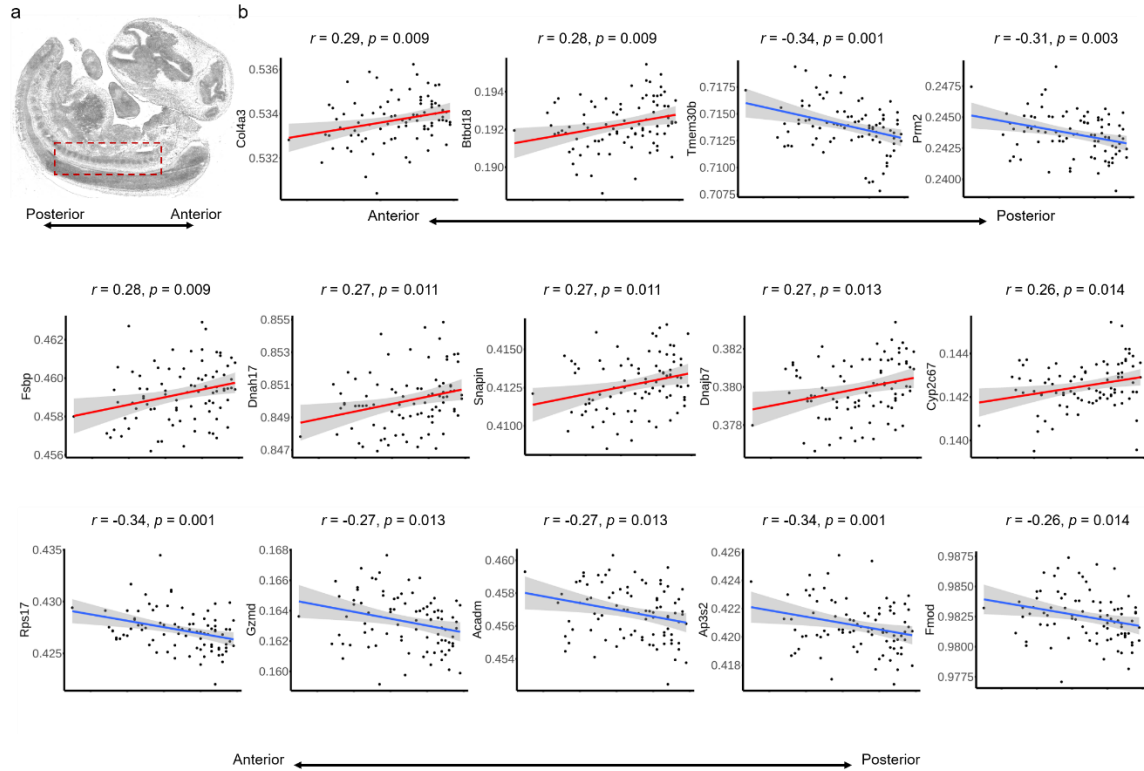 a
b
Posterior Anterior
r = 0.29, p = 0.009
0.536
0.534
0.532
Col4a3
r = 0.28, p = 0.009
0.194
0.192
0.190
Btbd18
r = -0.34, p = 0.001
0.7175
0.7150
0.7125
0.7100
0.7075
Tmem30b
r = -0.31, p = 0.003
0.2475
0.2450
0.2425
0.2400
Prm2
Anterior Posterior
r = 0.28, p = 0.009
0.462
0.460
0.458
0.456
Fsbp
r = 0.27, p = 0.011
0.855
0.853
0.851
0.849
0.847
Dnah17
r = 0.27, p = 0.011
0.4150
0.4125
0.4100
Snapin
r = 0.27, p = 0.013
0.382
0.380
0.378
Dnajb7
r = 0.26, p = 0.014
0.144
0.142
0.140
Cyp2c67
r = -0.34, p = 0.001
0.435
0.430
0.425
Rps17
r = -0.27, p = 0.013
0.168
0.166
0.164
0.162
0.160
Gzmd
r = -0.27, p = 0.013
0.460
0.458
0.456
0.454
Acadm
r = -0.34, p = 0.001
0.426
0.424
0.422
0.420
0.418
Ap3s2
r = -0.26, p = 0.014
0.9875
0.9850
0.9825
0.9800
0.9775
Fmod
Anterior Posterior